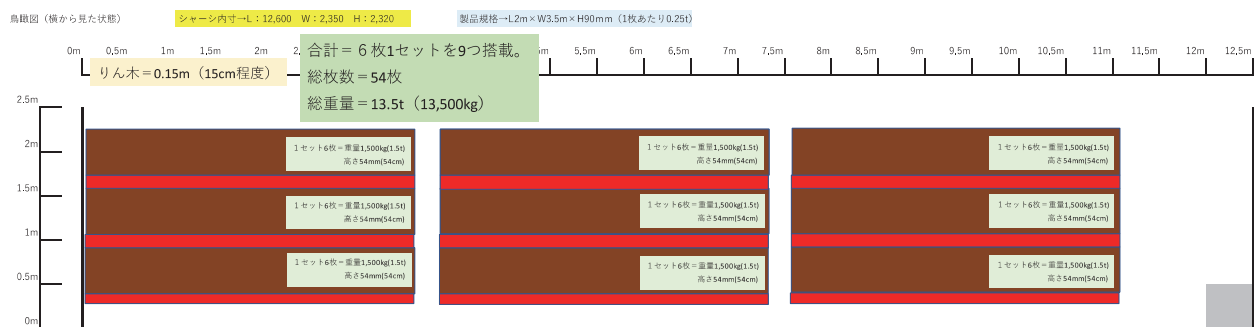 鳥瞰図（横から見た状態）
シャーシ内寸→L：12,600　W：2,350　H：2,320
製品規格→L2m×W3.5m×H90mm（1枚あたり0.25t）
0m 0,5m 1m 1,5m 2m 2, 5m 5m 5,5m 6m 6,5m 7m 7,5m 8m 8,5m 9m 9,5m 10m 10,5m 11m 11,5m 12m 12,5m
りん木＝0.15m（15cm程度）
合計＝６枚1セットを9つ搭載。
総枚数＝54枚
総重量＝13.5t（13,500kg）
2.5m
2m
1.5m
1m
0.5m
0m
1セット6枚＝重量1,500kg(1.5t)
高さ54mm(54cm)
1セット6枚＝重量1,500kg(1.5t)
高さ54mm(54cm)
1セット6枚＝重量1,500kg(1.5t)
高さ54mm(54cm)
1セット6枚＝重量1,500kg(1.5t)
高さ54mm(54cm)
1セット6枚＝重量1,500kg(1.5t)
高さ54mm(54cm)
1セット6枚＝重量1,500kg(1.5t)
高さ54mm(54cm)
1セット6枚＝重量1,500kg(1.5t)
高さ54mm(54cm)
1セット6枚＝重量1,500kg(1.5t)
高さ54mm(54cm)
1セット6枚＝重量1,500kg(1.5t)
高さ54mm(54cm)